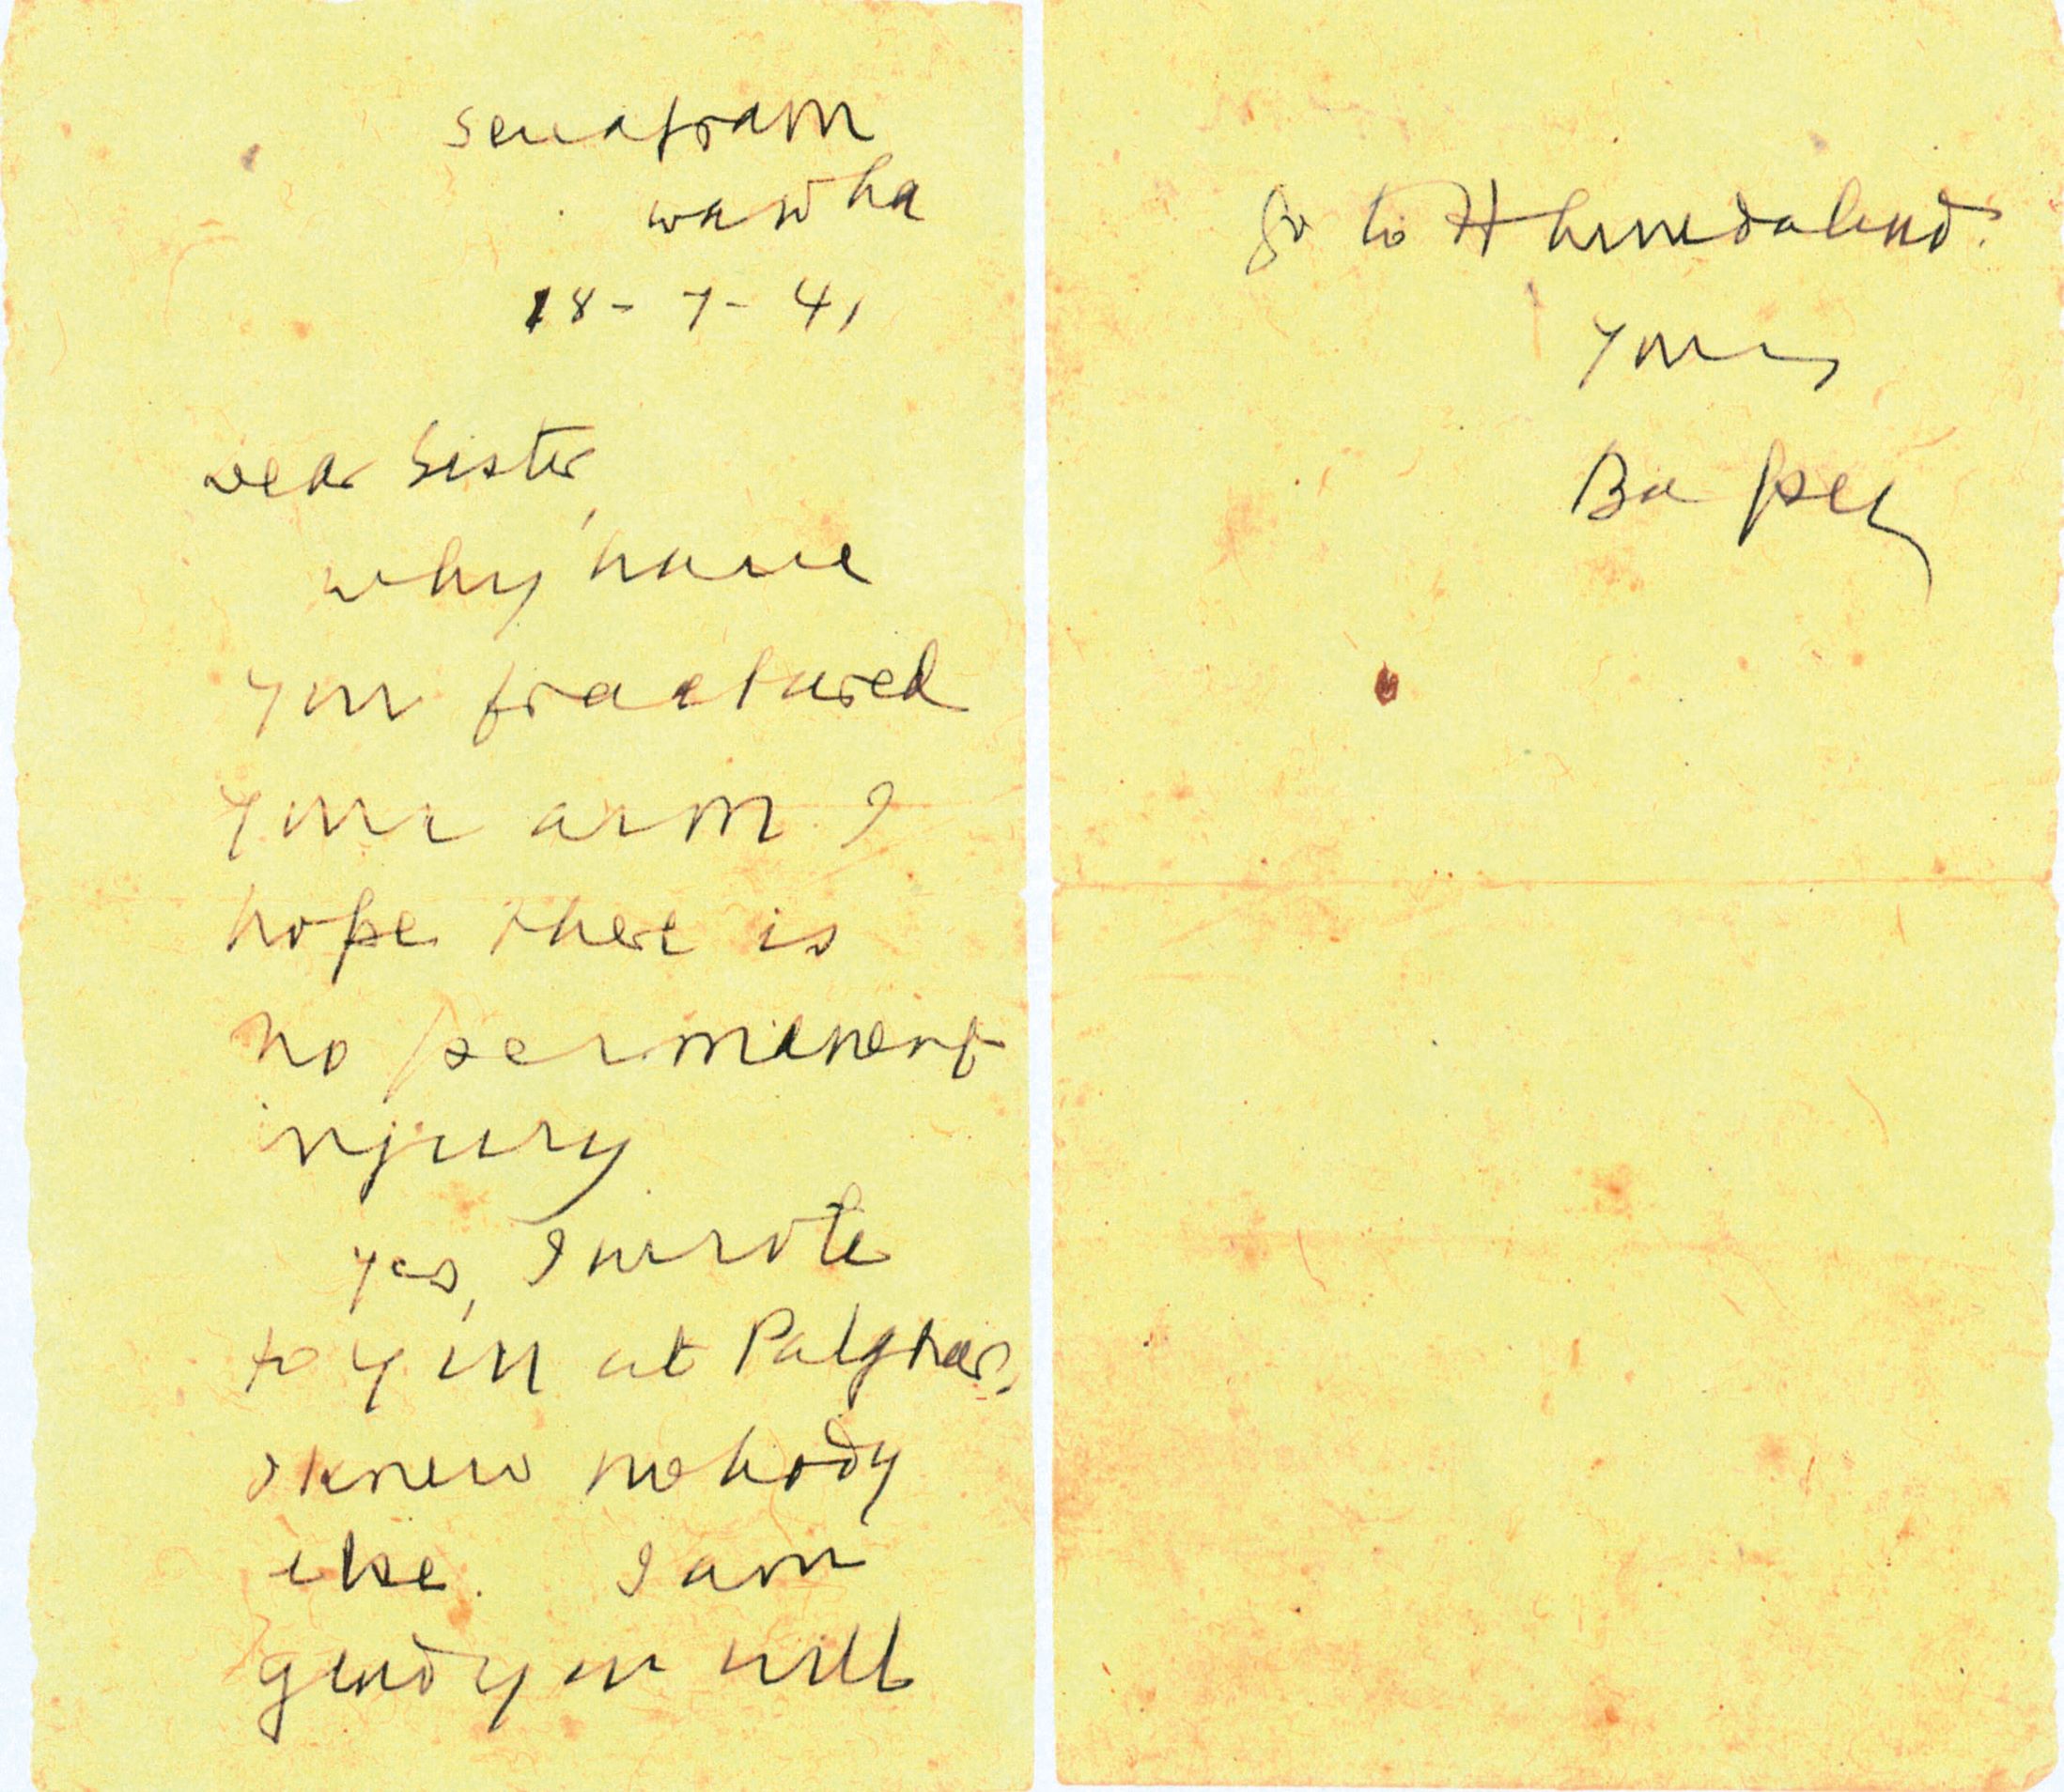 Sevagram
Wardha
18-7-41
Dear Sister,
Why have
you fractured
your arm? I
hope there is
no permanent
injury
Yes, I wrote
to you at Palghar.
I knew nobody
else. I am
glad you will
go to Ahmedabad.
Yours
Bapu